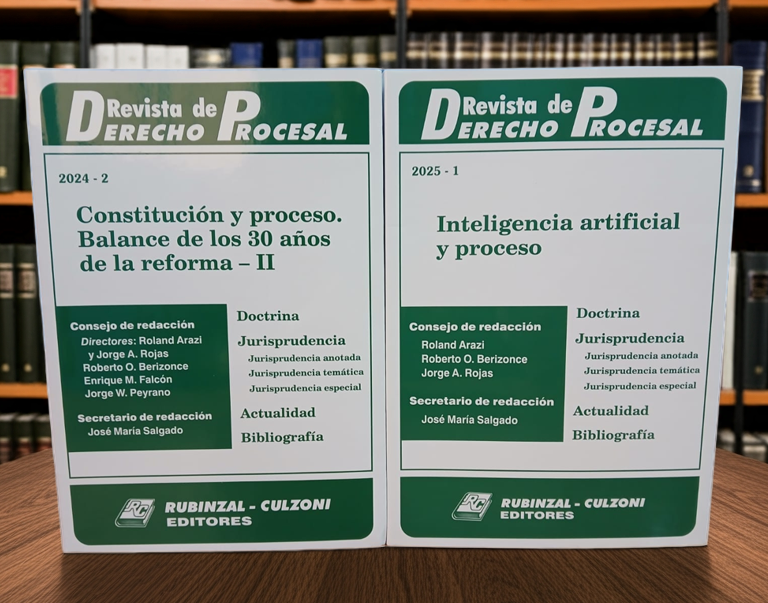 Revista de
DERECHO PROCESAL
2024 - 2
Constitución y proceso.
Balance de los 30 años
de la reforma – II
Consejo de redacción
Directores: Roland Arazi
y Jorge A. Rojas
Roberto O. Berizonce
Enrique M. Falcón
Jorge W. Peyrano
Secretario de redacción
José María Salgado
Doctrina
Jurisprudencia
Jurisprudencia anotada
Jurisprudencia temática
Jurisprudencia especial
Actualidad
Bibliografía
RC
RUBINZAL - CULZONI
EDITORES
Revista de
DERECHO PROCESAL
2025 - 1
Inteligencia artificial
y proceso
Consejo de redacción
Roland Arazi
Roberto O. Berizonce
Jorge A. Rojas
Secretario de redacción
José María Salgado
Doctrina
Jurisprudencia
Jurisprudencia anotada
Jurisprudencia temática
Jurisprudencia especial
Actualidad
Bibliografía
RC
RUBINZAL - CULZONI
EDITORES